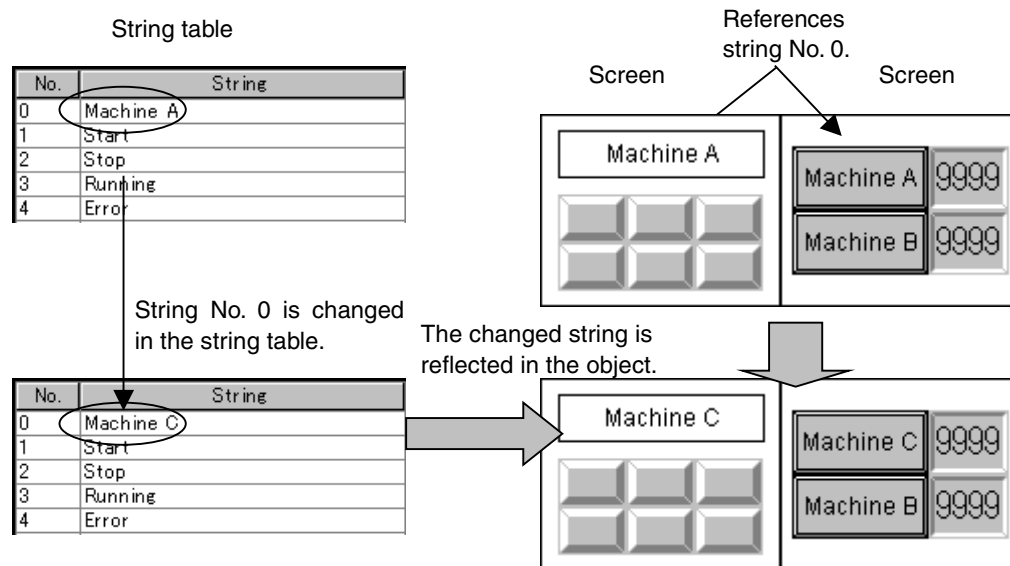 String table
No. String
0 Machine A
1 Start
2 Stop
3 Running
4 Error
References
string No. 0.
Screen Screen
Machine A
Machine A 9999
Machine B 9999
String No. 0 is changed
in the string table.
The changed string is
reflected in the object.
No. String
0 Machine C
1 Start
2 Stop
3 Running
4 Error
Machine C
Machine C 9999
Machine B 9999